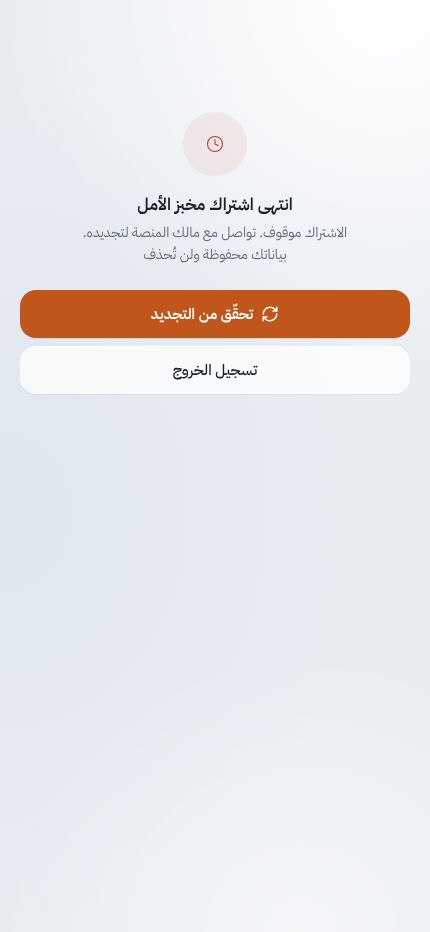 انتهى اشتراك مخبز الأمل
الاشتراك موقوف. تواصل مع مالك المنصة لتجديده.
بياناتك محفوظة ولن تُحذف
تحقّق من التجديد
تسجيل الخروج